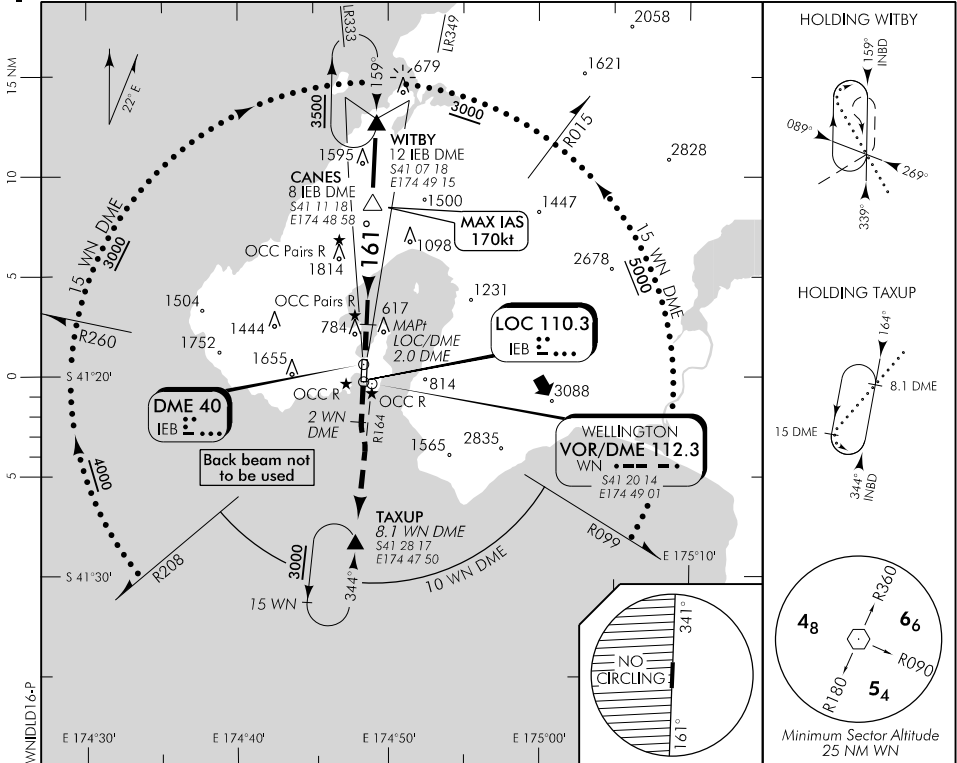 LR333
LR349
2058
679
1621
15 NM
22° E
3500
159°
3000
R015
WITBY
12 IEB DME
S41 07 18
E174 49 15
1595
2828
10
CANES
8 IEB DME
S41 11 18
E174 48 58
1500
1447
MAX IAS
170kt
161°
15 WN DME
3000
OCC Pairs R
1814
1098
2678
15 WN DME
5000
5
1504
OCC Pairs R
617
1231
1444
784
MAPt
LOC/DME
2.0 DME
LOC 110.3
IEB
R260
1752
1655
0
S 41°20'
814
3088
OCC R
OCC R
DME 40
IEB
2 WN
DME
R164
WELLINGTON
VOR/DME 112.3
WN
S41 20 14
E174 49 01
1565
2835
Back beam not
to be used
4000
5
TAXUP
8.1 WN DME
S41 28 17
E174 47 50
R099
E 175°10'
S 41°30'
R208
3000
344°
10 WN DME
15 WN
341°
NO
CIRCLING
161°
WNIDLD16-P
E 174°30'
E 174°40'
E 174°50'
E 175°00'
HOLDING WITBY
159°
INBD
089°
269°
339°
HOLDING TAXUP
164°
8.1 DME
15 DME
344°
INBD
R360
48
66
R090
R180
54
Minimum Sector Altitude
25 NM WN